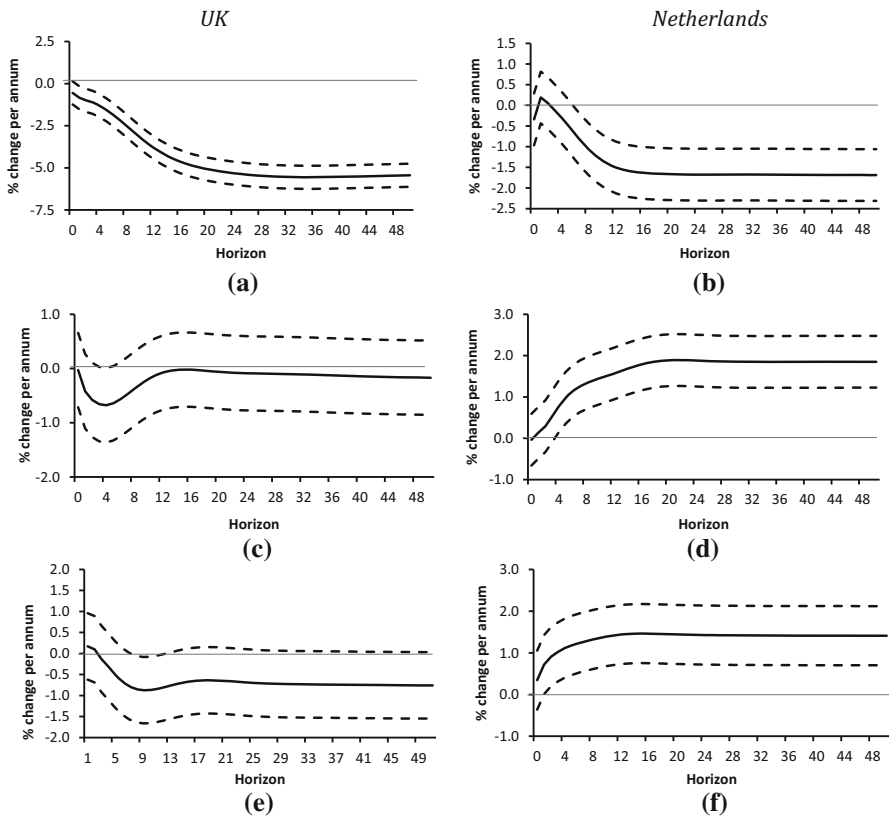 UK
Netherlands
% change per annum
2.5
0.0
-2.5
-5.0
-7.5
0 4 8 12 16 20 24 28 32 36 40 44 48
Horizon
(a)
% change per annum
1.5
1.0
0.5
0.0
-0.5
-1.0
-1.5
-2.0
-2.5
0 4 8 12 16 20 24 28 32 36 40 44 48
Horizon
(b)
% change per annum
1.0
0.0
-1.0
-2.0
0 4 8 12 16 20 24 28 32 36 40 44 48
Horizon
(c)
% change per annum
3.0
2.0
1.0
0.0
-1.0
0 4 8 12 16 20 24 28 32 36 40 44 48
Horizon
(d)
% change per annum
2.0
1.5
1.0
0.5
0.0
-0.5
-1.0
-1.5
-2.0
1 5 9 13 17 21 25 29 33 37 41 45 49
Horizon
(e)
% change per annum
3.0
2.0
1.0
0.0
-1.0
0 4 8 12 16 20 24 28 32 36 40 44 48
Horizon
(f)